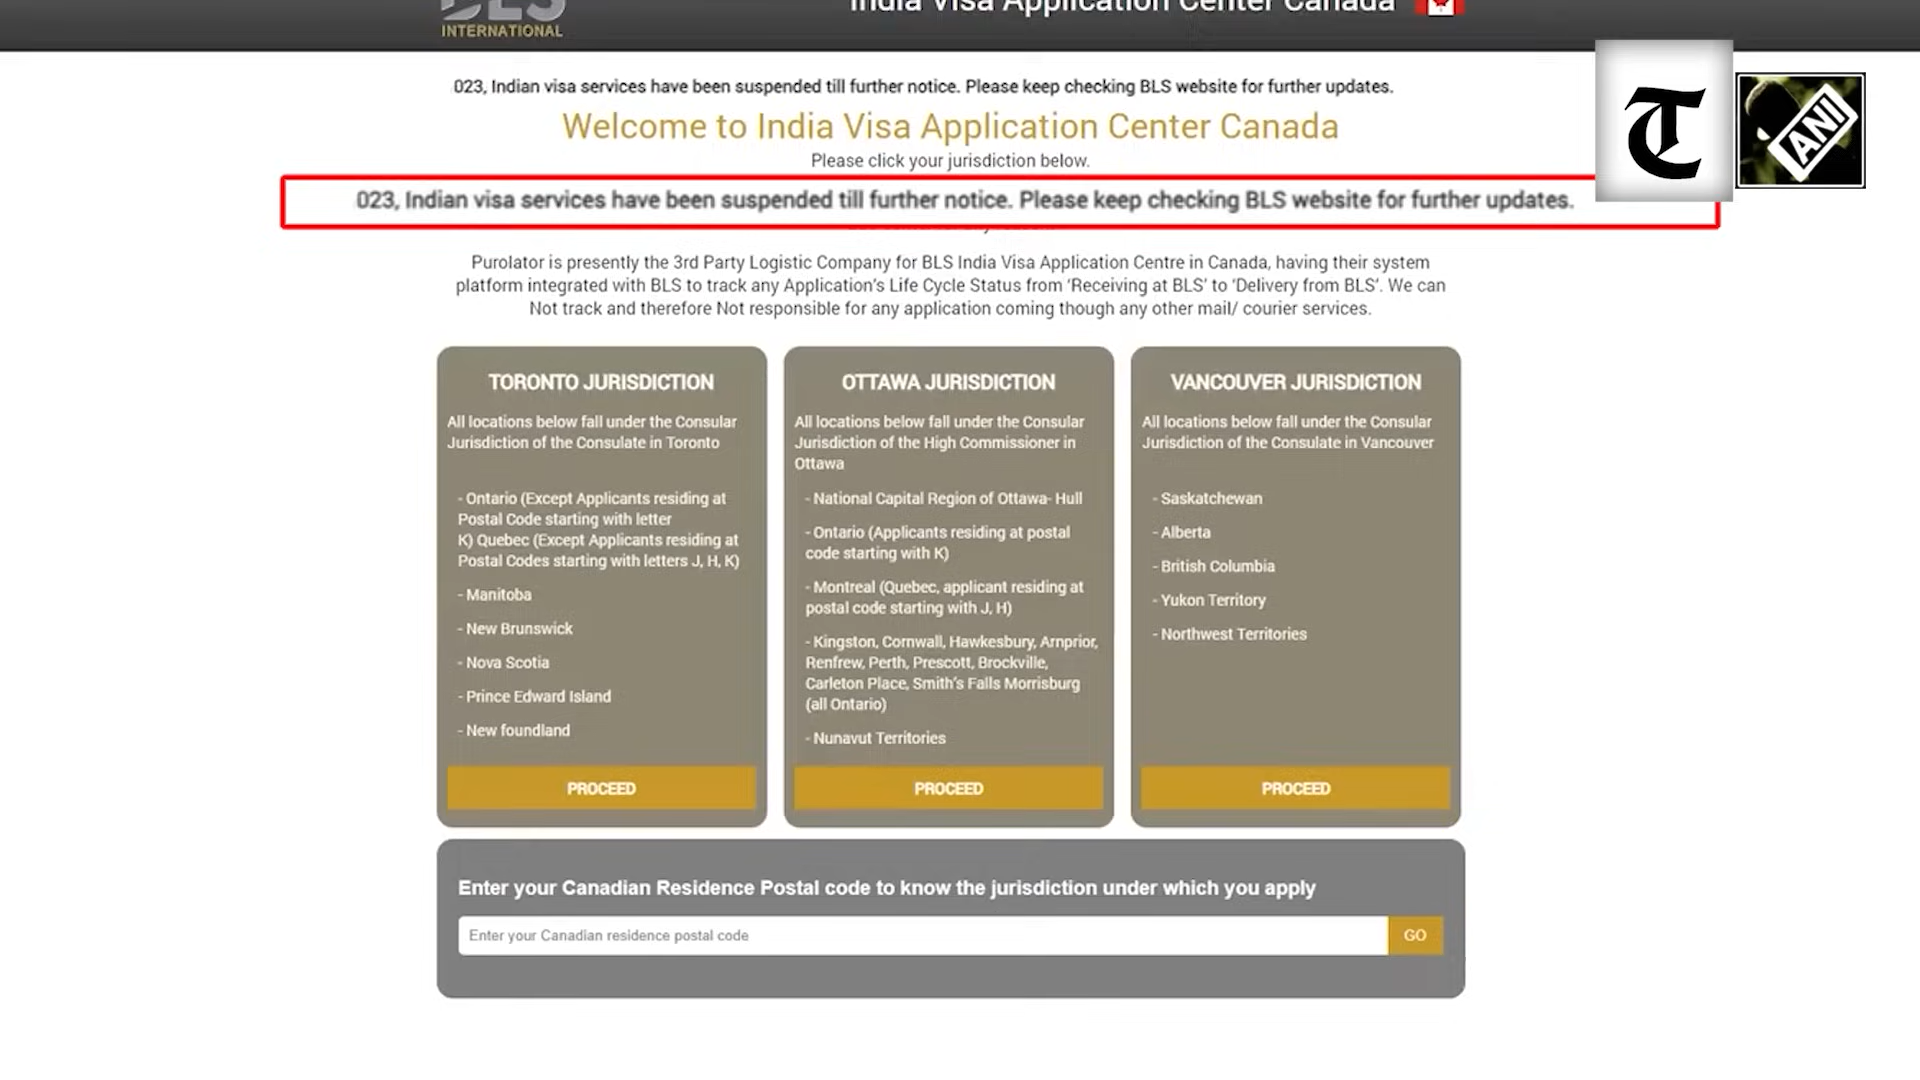 BLS
INTERNATIONAL
India Visa Application Center Canada
T
ANI
023, Indian visa services have been suspended till further notice. Please keep checking BLS website for further updates.
Welcome to India Visa Application Center Canada
Please click your jurisdiction below.
023, Indian visa services have been suspended till further notice. Please keep checking BLS website for further updates.
Purolator is presently the 3rd Party Logistic Company for BLS India Visa Application Centre in Canada, having their system
platform integrated with BLS to track any Application's Life Cycle Status from 'Receiving at BLS' to 'Delivery from BLS'. We can
Not track and therefore Not responsible for any application coming though any other mail/ courier services.
TORONTO JURISDICTION
All locations below fall under the Consular
Jurisdiction of the Consulate in Toronto
- Ontario (Except Applicants residing at
Postal Code starting with letter
K) Quebec (Except Applicants residing at
Postal Codes starting with letters J, H, K)
- Manitoba
- New Brunswick
- Nova Scotia
- Prince Edward Island
- New foundland
PROCEED
OTTAWA JURISDICTION
All locations below fall under the Consular
Jurisdiction of the High Commissioner in
Ottawa
- National Capital Region of Ottawa- Hull
- Ontario (Applicants residing at postal
code starting with K)
- Montreal (Quebec, applicant residing at
postal code starting with J, H)
- Kingston, Cornwall, Hawkesbury, Arnprior,
Renfrew, Perth, Prescott, Brockville,
Carleton Place, Smith's Falls Morrisburg
(all Ontario)
- Nunavut Territories
PROCEED
VANCOUVER JURISDICTION
All locations below fall under the Consular
Jurisdiction of the Consulate in Vancouver
- Saskatchewan
- Alberta
- British Columbia
- Yukon Territory
- Northwest Territories
PROCEED
Enter your Canadian Residence Postal code to know the jurisdiction under which you apply
Enter your Canadian residence postal code
GO